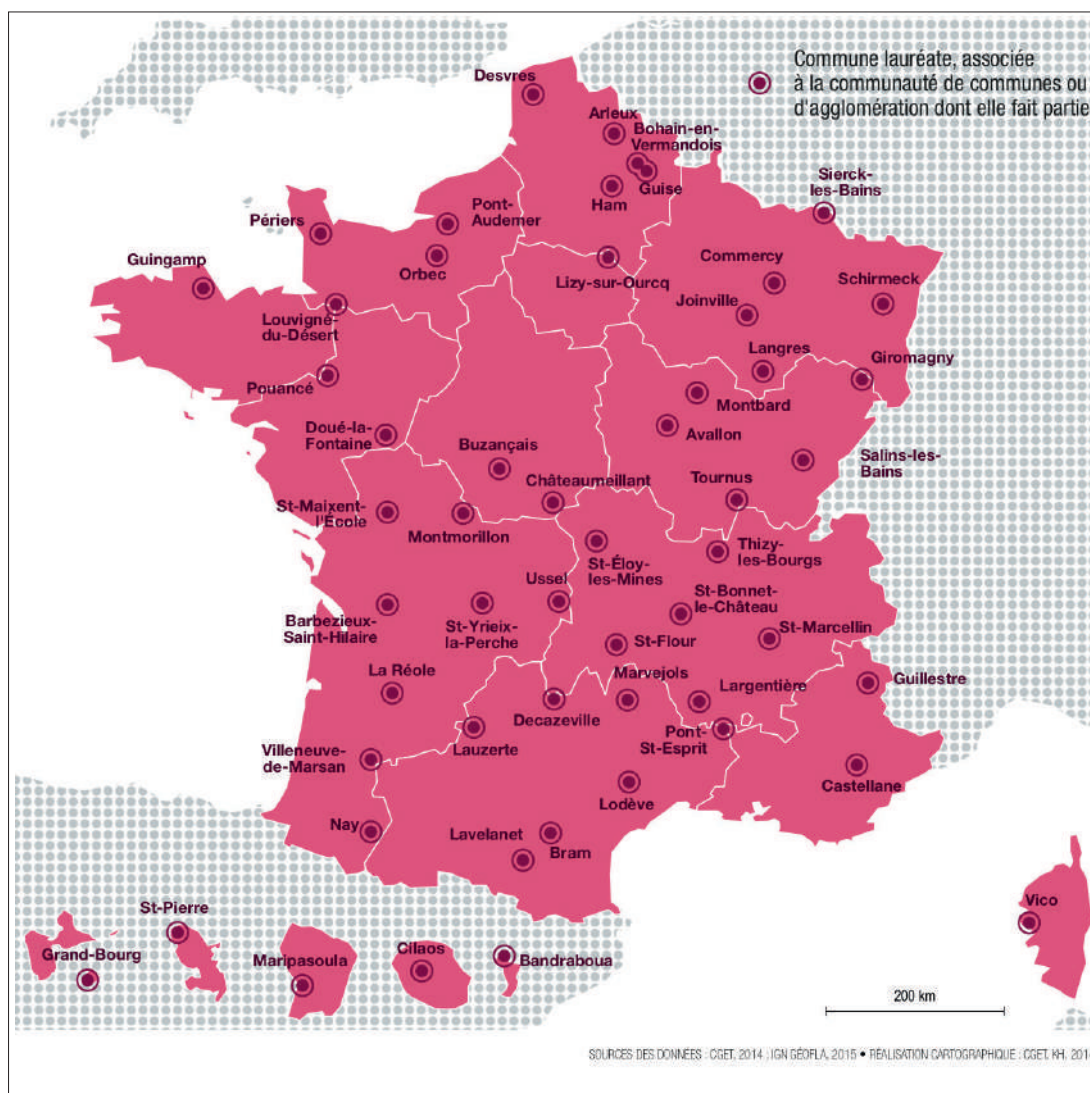 Commune lauréate, associée
à la communauté de communes ou
d'agglomération dont elle fait partie
Desvres
Arleux
Bohain-en-
Vermandois
Guise
Ham
Sierck-
les-Bains
Périers
Pont-
Audemer
Orbec
Guingamp
Lizy-sur-Ourcq
Commercy
Joinville
Schirmeck
Louvigné-
du-Désert
Langres
Giromagny
Pouancé
Montbard
Avallon
Doué-la-
Fontaine
Buzançais
Salins-les-
Bains
Châteaumeillant
Tournus
St-Maixent-
l'École
Montmorillon
St-Éloy-
les-Mines
Thizy-
les-Bourgs
Ussel
St-Bonnet-
le-Château
Barbezieux-
Saint-Hilaire
St-Yrieix-
la-Perche
St-Flour
St-Marcellin
La Réole
Marvejols
Largentière
Guillestre
Decazeville
Lauzerte
Pont-
St-Esprit
Villeneuve-
de-Marsan
Castellane
Lodève
Nay
Lavelanet
Bram
St-Pierre
Grand-Bourg
Maripasoula
Cilaos
Bandraboua
Vico
200 km
SOURCES DES DONNÉES : CGET, 2014 ; IGN GÉOFLA, 2015 • RÉALISATION CARTOGRAPHIQUE : CGET, KH,